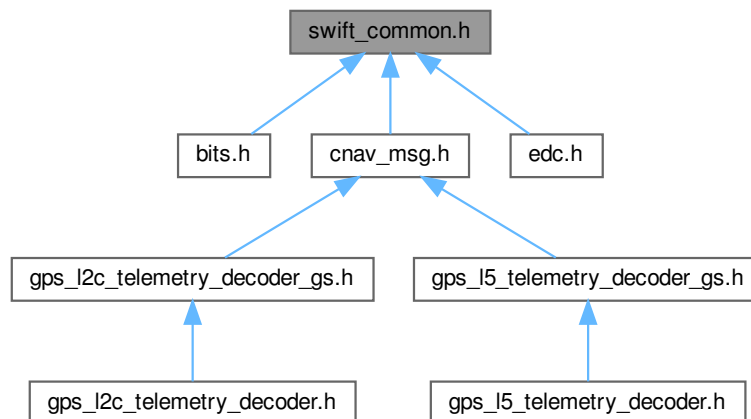 swift_common.h
bits.h
cnav_msg.h
edc.h
gps_l2c_telemetry_decoder_gs.h
gps_l5_telemetry_decoder_gs.h
gps_l2c_telemetry_decoder.h
gps_l5_telemetry_decoder.h